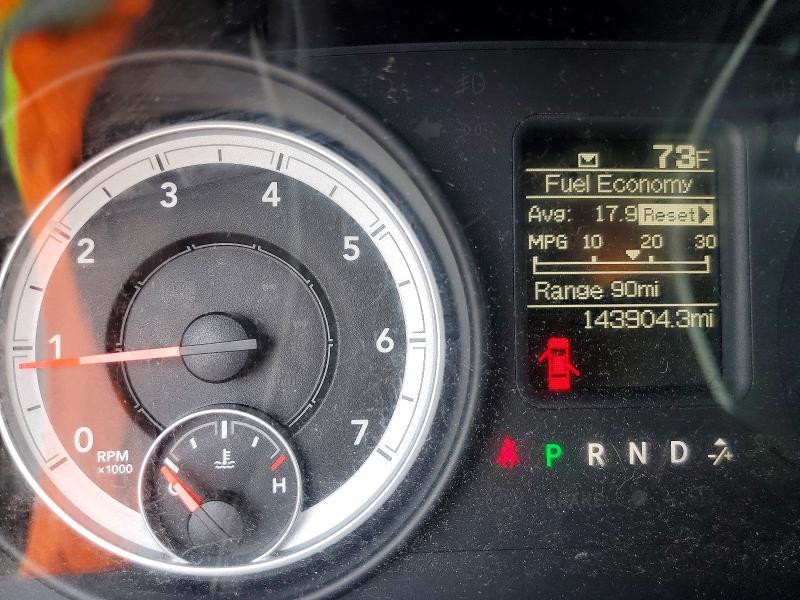 73F
Fuel Economy
Avg: 17.9 Reset
MPG 10 20 30
Range 90mi
143904.3mi
P R N D
0 1 2 3 4 5 6 7
RPM
x1000
C H